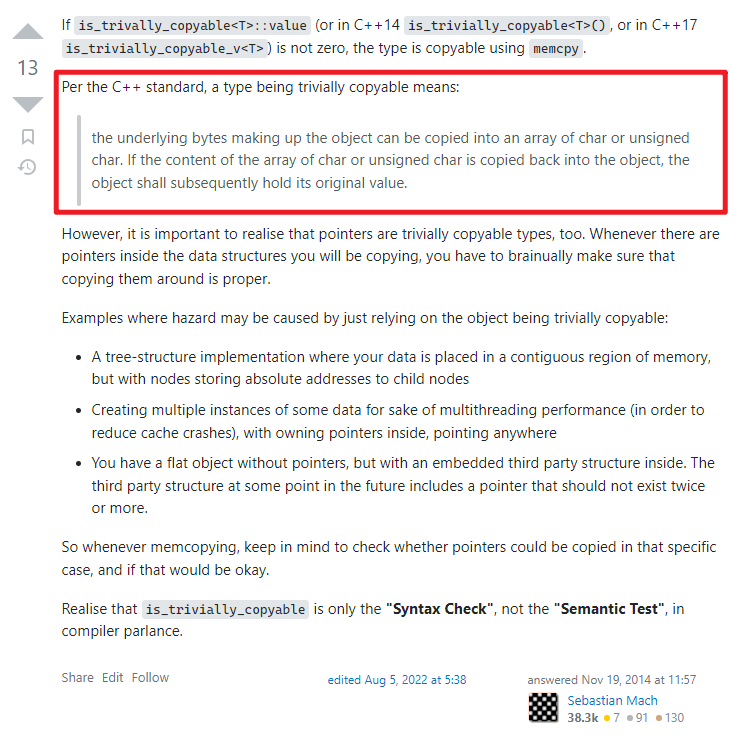 If is_trivally_copyable<T>::value (or in C++14 is_trivially_copyable<T>(), or in C++17
is_trivially_copyable_v<T>) is not zero, the type is copyable using memcpy.
13
Per the C++ standard, a type being trivially copyable means:
the underlying bytes making up the object can be copied into an array of char or unsigned
char. If the content of the array of char or unsigned char is copied back into the object, the
object shall subsequently hold its original value.
However, it is important to realise that pointers are trivially copyable types, too. Whenever there are
pointers inside the data structures you will be copying, you have to brainually make sure that
copying them around is proper.
Examples where hazard may be caused by just relying on the object being trivially copyable:
• A tree-structure implementation where your data is placed in a contiguous region of memory,
but with nodes storing absolute addresses to child nodes
• Creating multiple instances of some data for sake of multithreading performance (in order to
reduce cache crashes), with owning pointers inside, pointing anywhere
• You have a flat object without pointers, but with an embedded third party structure inside. The
third party structure at some point in the future includes a pointer that should not exist twice
or more.
So whenever memcopying, keep in mind to check whether pointers could be copied in that specific
case, and if that would be okay.
Realise that is_trivially_copyable is only the "Syntax Check", not the "Semantic Test", in
compiler parlance.
Share Edit Follow
edited Aug 5, 2022 at 5:38
answered Nov 19, 2014 at 11:57
Sebastian Mach
38.3k ●7 ●91 ●130